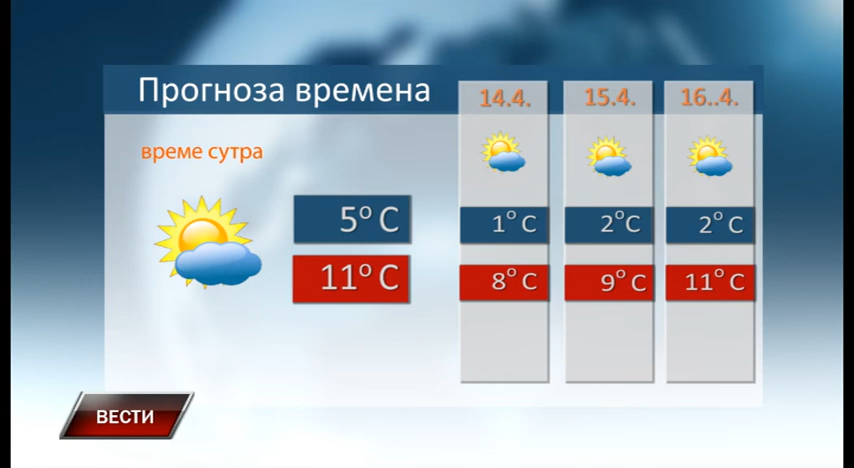 Прогноза времена
време сутра
5° C
11° C
14.4.
1° C
8° C
15.4.
2°C
9° C
16..4.
2° C
11° C
ВЕСТИ